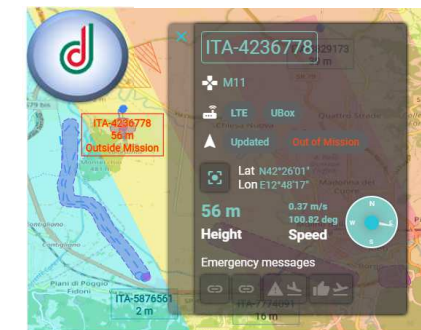 ITA-4236778
M11
LTE UBox
Updated Out of Mission
Lat N42°26'01"
Lon E12°48'17"
56 m
Height
0.37 m/s
100.82 deg
Speed
N
W
S
Emergency messages
ITA-4236778
56 m
Outside Mission
Piani di Poggio
Fidoni
ITA-5876561
2 m
16 m